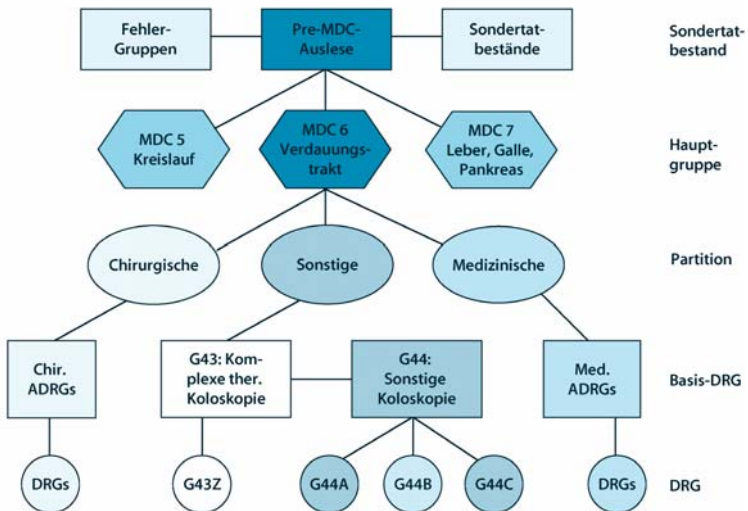 Fehler-
Gruppen
Pre-MDC-
Auslese
Sondertat-
bestände
Sondertat-
bestand
MDC 5
Kreislauf
MDC 6
Verdauungs-
trakt
MDC 7
Leber, Galle,
Pankreas
Haupt-
gruppe
Chirurgische
Sonstige
Medizinische
Partition
Chir.
ADRGs
G43: Kom-
plexe ther.
Koloskopie
G44:
Sonstige
Koloskopie
Med.
ADRGs
Basis-DRG
DRGs
G43Z
G44A
G44B
G44C
DRGs
DRG